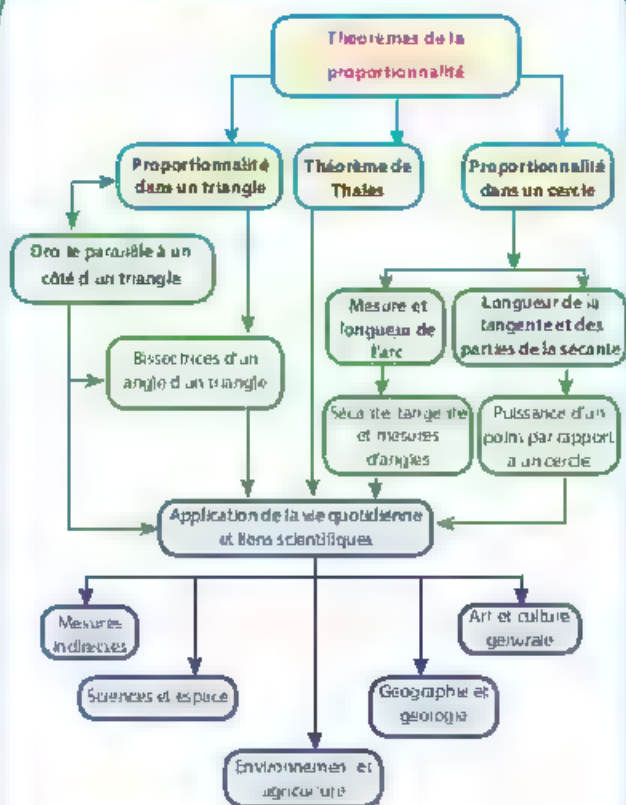 Théorèmes de la
proportionnalité
Proportionnalité
dans un triangle
Théorème de
Thales
Proportionnalité
dans un cercle
Droite parallèle à un
côté d'un triangle
Mesure et
longueur de
l'arc
Longueur de la
tangente et des
parties de la sécante
Bissectrices d'un
angle d'un triangle
Sécante tangente
et mesures
d'angles
Puissance d'un
point par rapport
à un cercle
Application de la vie quotidienne
et liens scientifiques
Mesures
indirectes
Art et culture
générale
Sciences et espace
Géographie et
géologie
Environnement et
agriculture